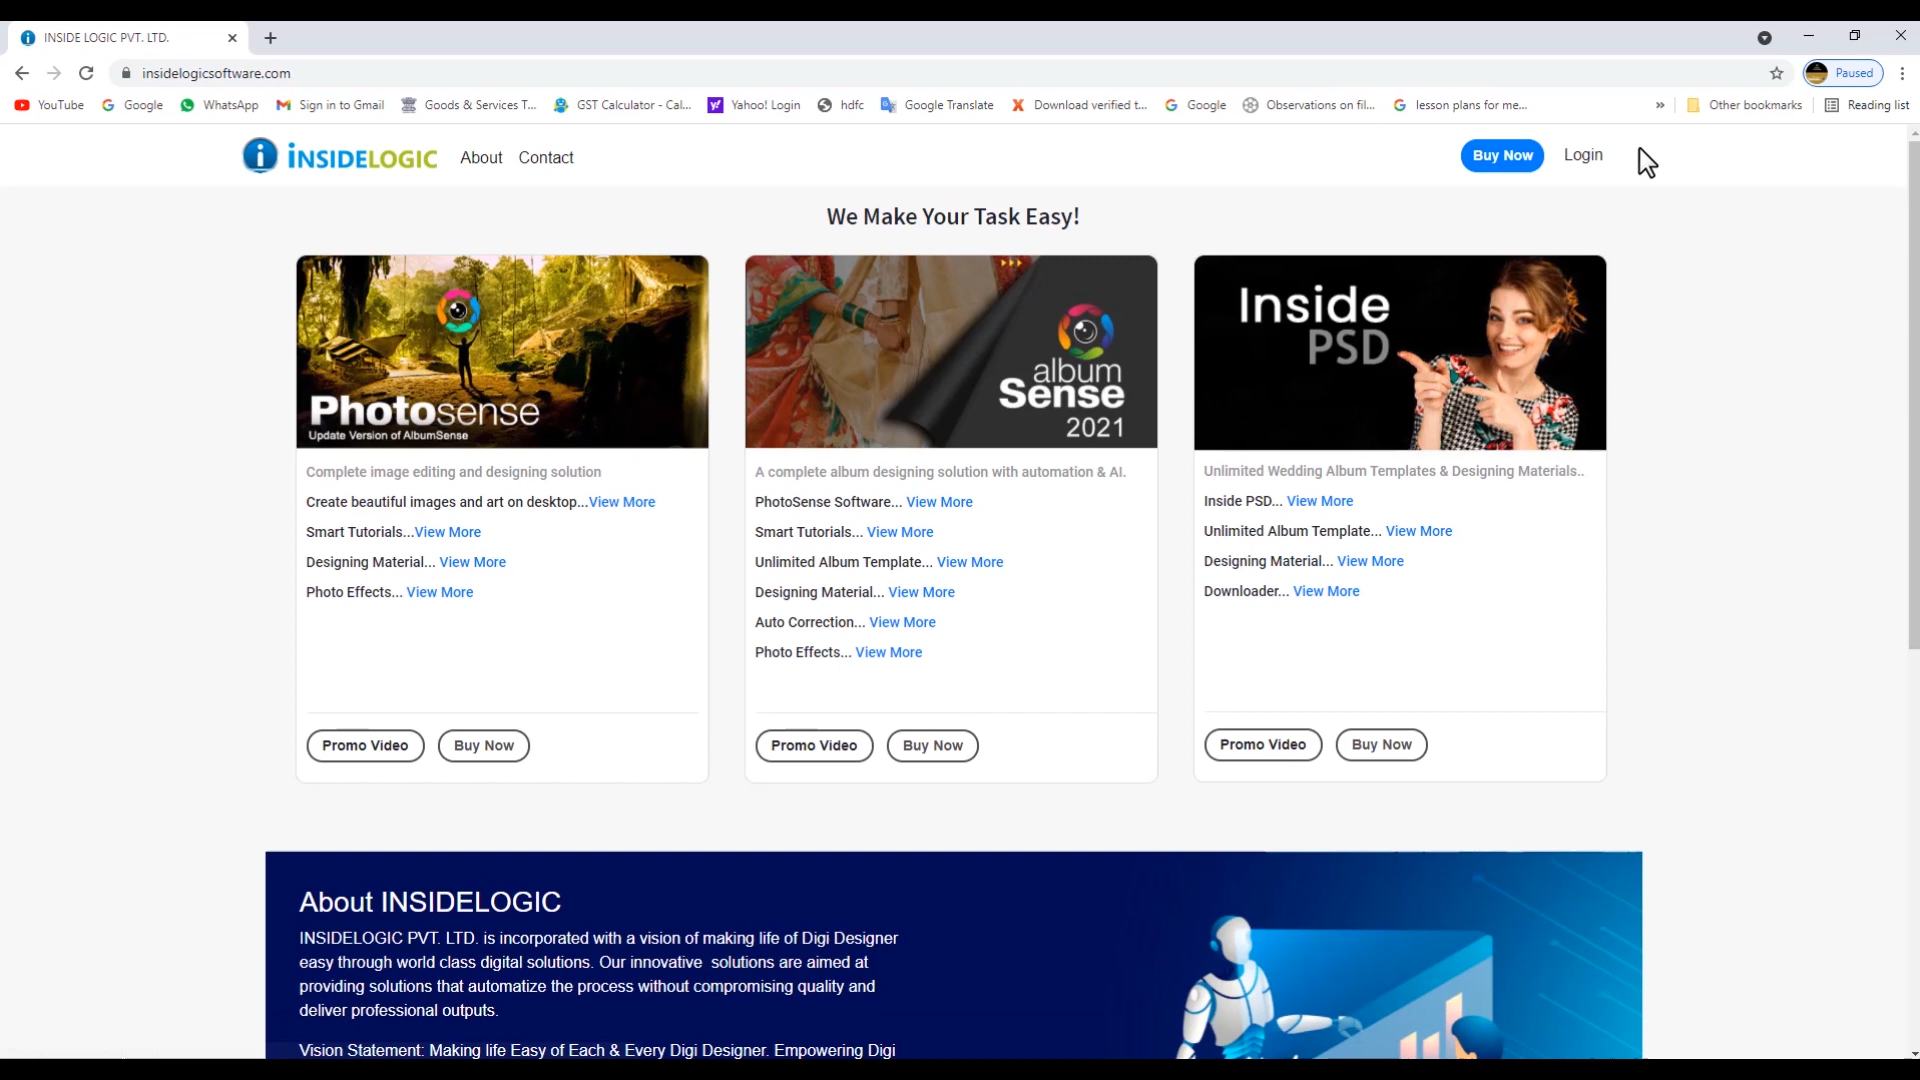 INSIDE LOGIC PVT. LTD.
insidelogicsoftware.com
Paused
YouTube
Google
WhatsApp
Sign in to Gmail
Goods & Services T...
GST Calculator - Cal...
Yahoo! Login
hdfc
Google Translate
Download verified t...
Google
Observations on fil...
lesson plans for me...
»
Other bookmarks
Reading list
INSIDELOGIC
About
Contact
Buy Now
Login
We Make Your Task Easy!
Photosense
Update Version of AlbumSense
Complete image editing and designing solution
Create beautiful images and art on desktop...View More
Smart Tutorials...View More
Designing Material... View More
Photo Effects... View More
Promo Video
Buy Now
album
Sense
2021
A complete album designing solution with automation & AI.
PhotoSense Software... View More
Smart Tutorials... View More
Unlimited Album Template... View More
Designing Material... View More
Auto Correction... View More
Photo Effects... View More
Promo Video
Buy Now
Inside
PSD
Unlimited Wedding Album Templates & Designing Materials..
Inside PSD... View More
Unlimited Album Template... View More
Designing Material... View More
Downloader... View More
Promo Video
Buy Now
About INSIDELOGIC
INSIDELOGIC PVT. LTD. is incorporated with a vision of making life of Digi Designer
easy through world class digital solutions. Our innovative solutions are aimed at
providing solutions that automatize the process without compromising quality and
deliver professional outputs.
Vision Statement: Making life Easy of Each & Every Digi Designer. Empowering Digi